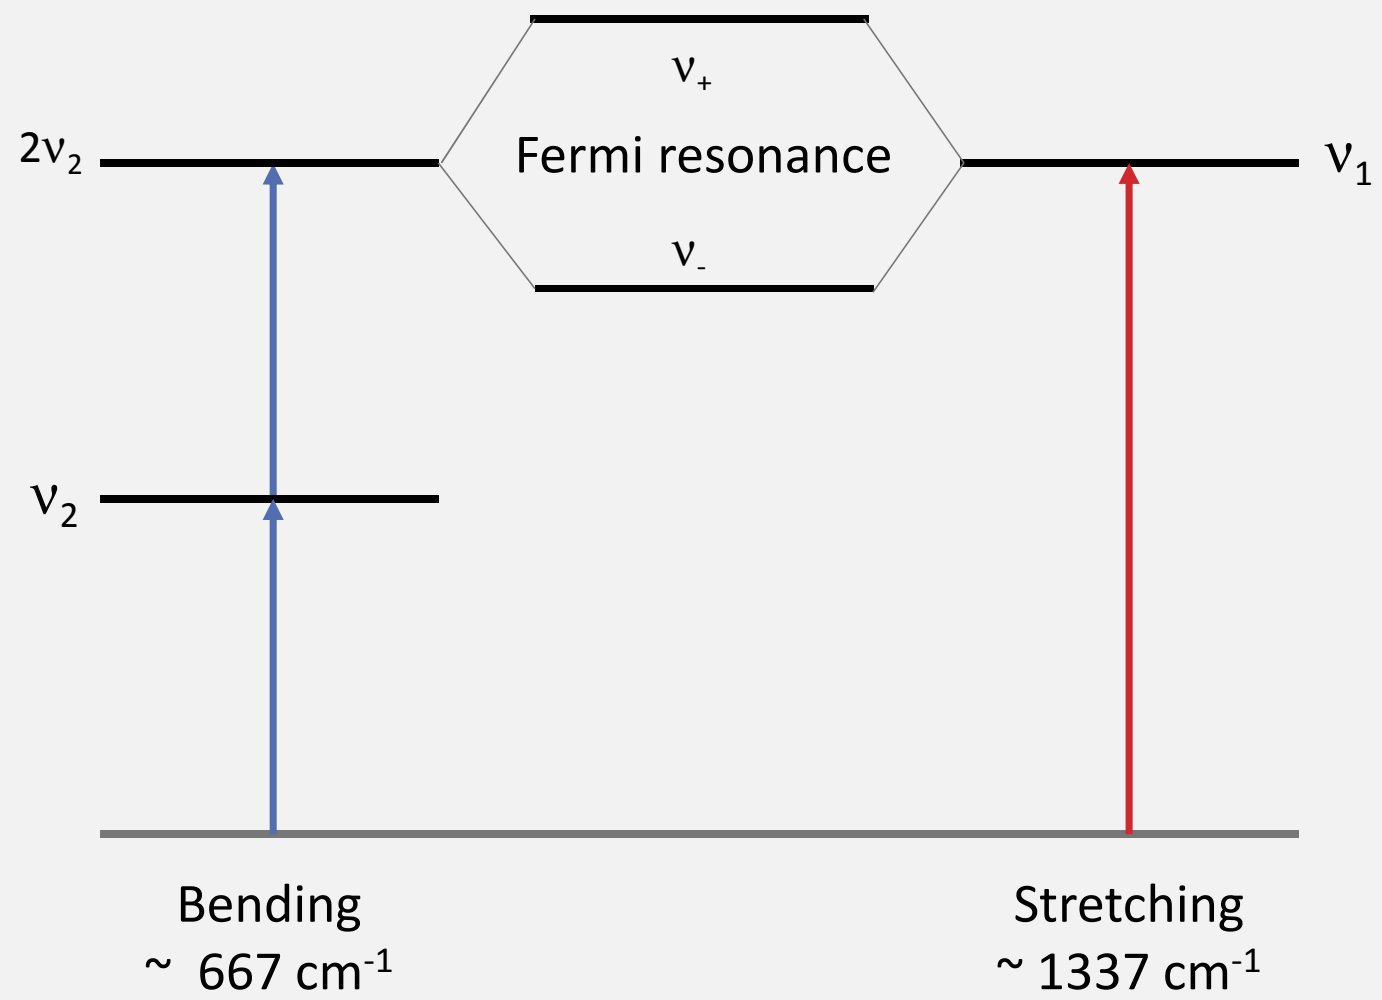 ν₊
2ν₂
Fermi resonance
ν₁
ν₋
ν₂
Bending
~ 667 cm⁻¹
Stretching
~ 1337 cm⁻¹